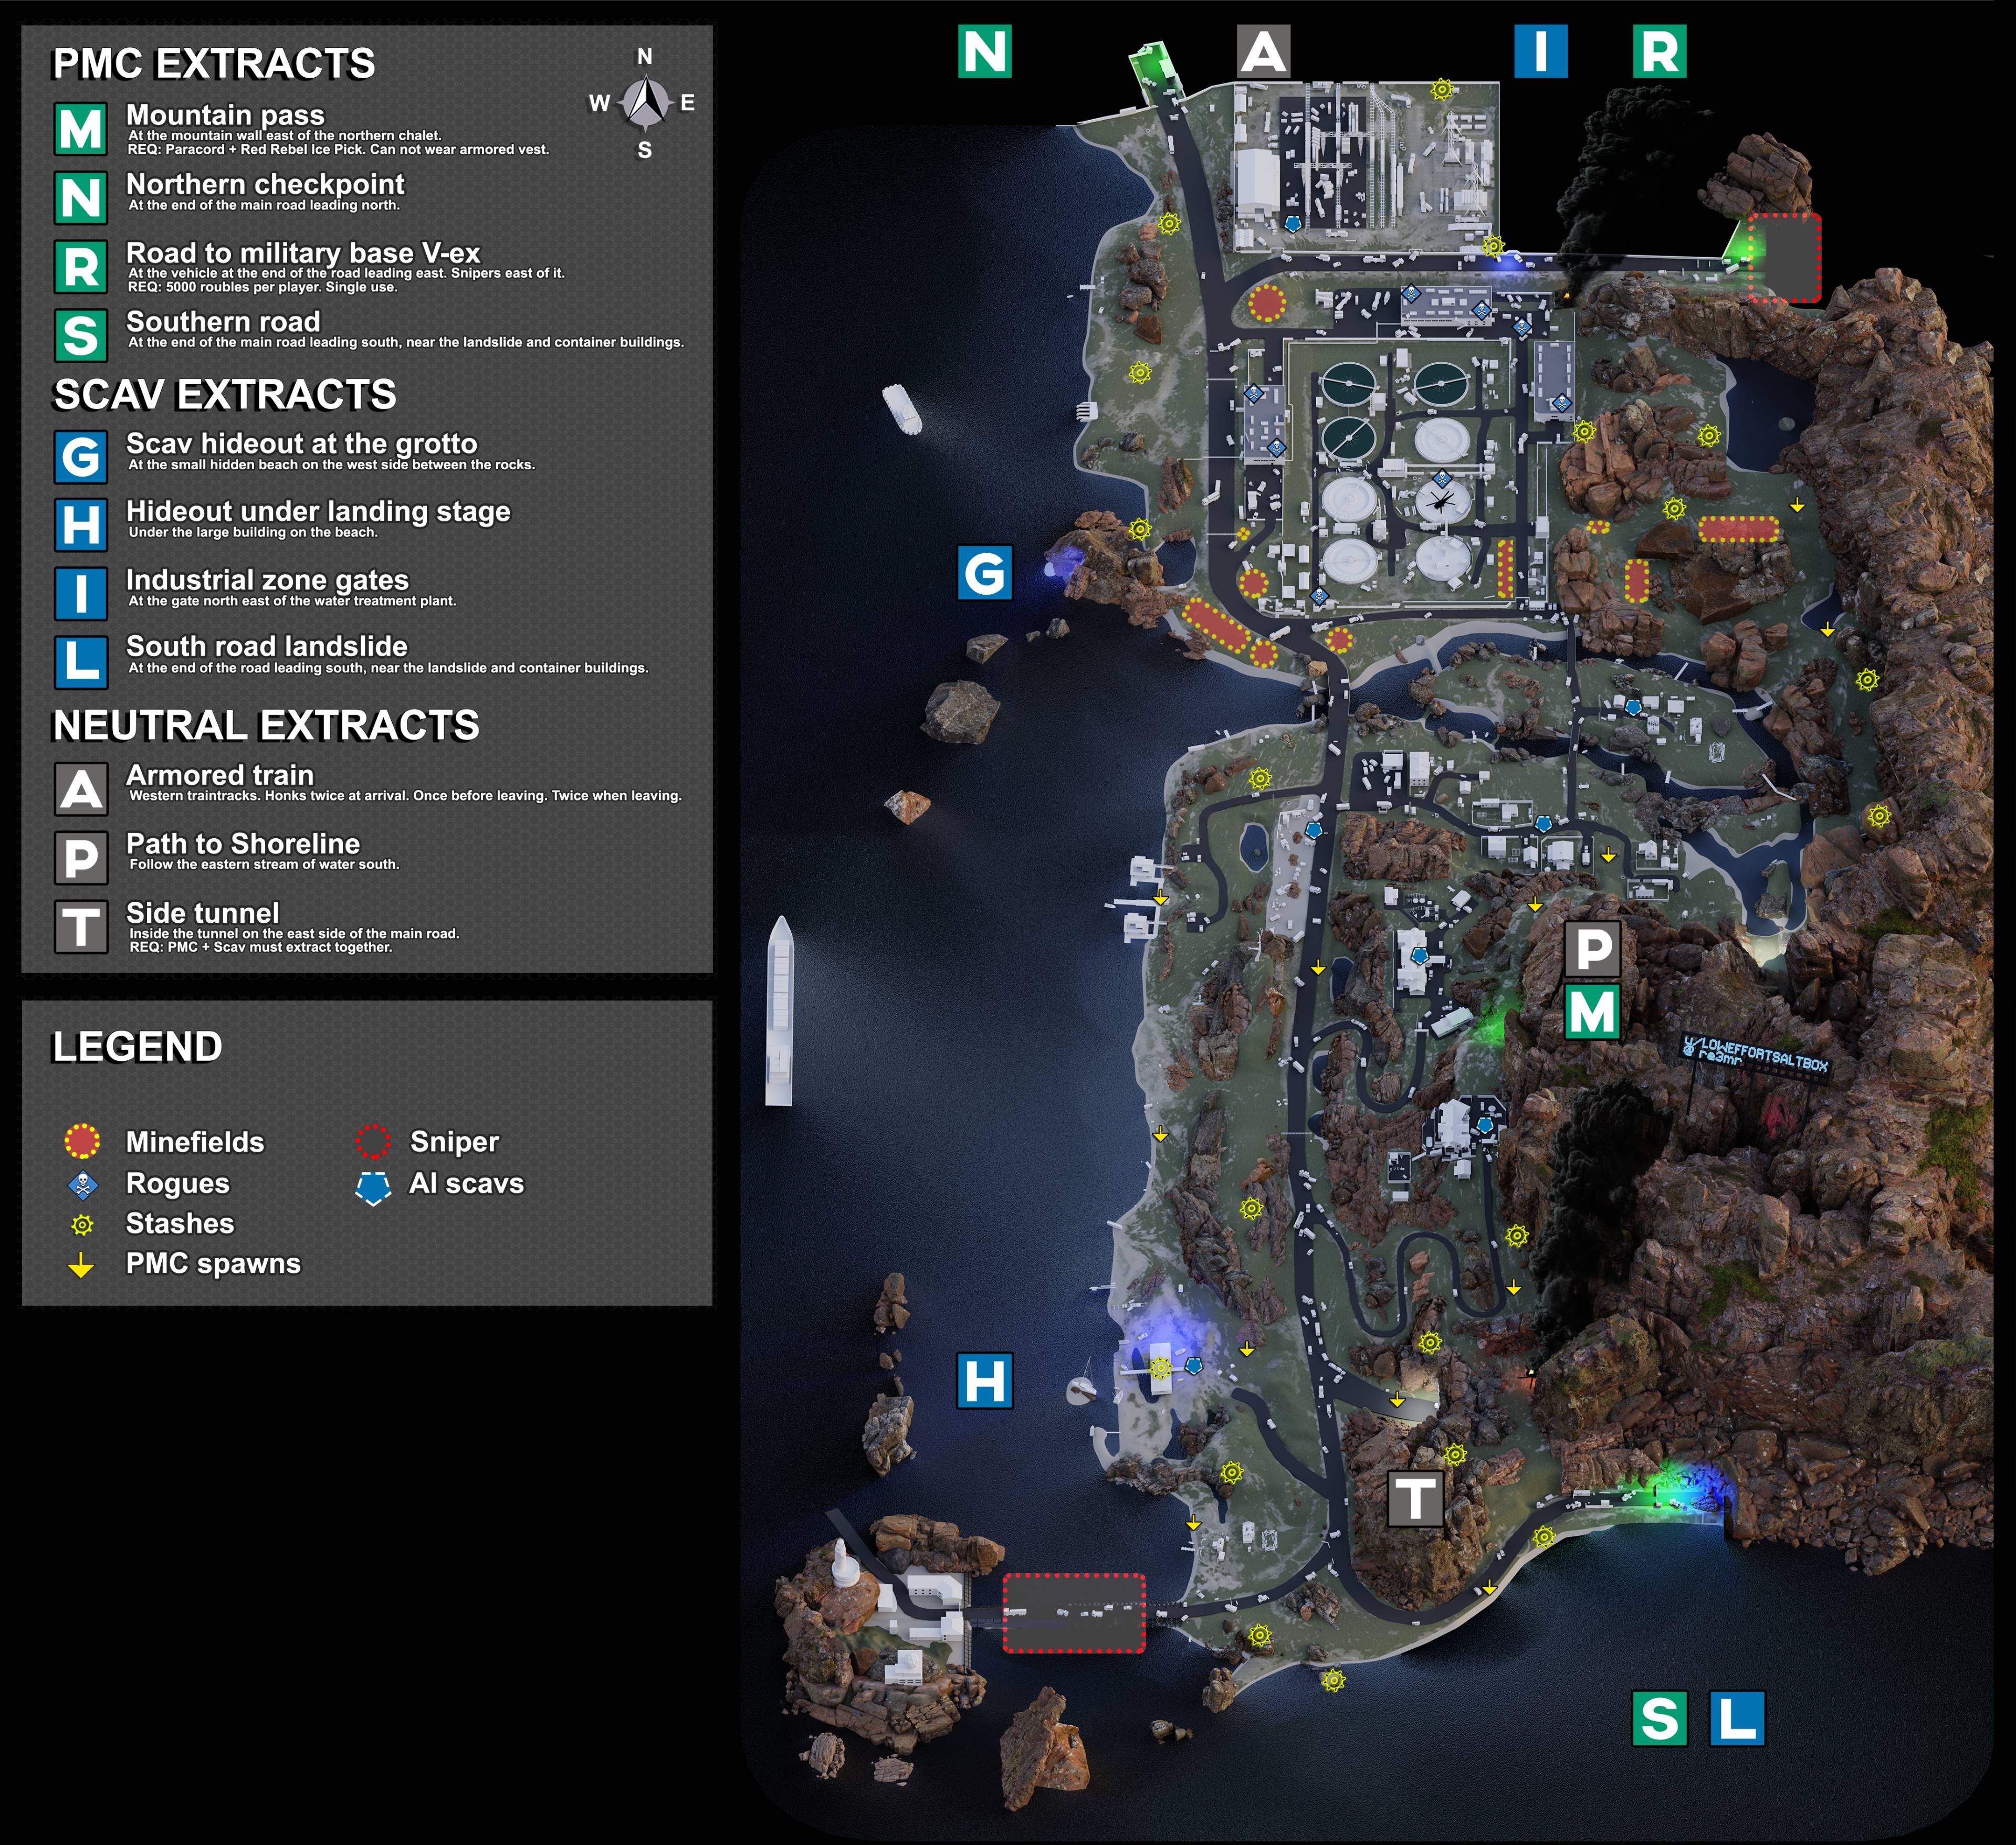 PMC EXTRACTS
N
W E
S
M Mountain pass
At the mountain wall east of the northern chalet.
REQ: Paracord + Red Rebel Ice Pick. Can not wear armored vest.
N Northern checkpoint
At the end of the main road leading north.
R Road to military base V-ex
At the vehicle at the end of the road leading east. Snipers east of it.
REQ: 5000 roubles per player. Single use.
S Southern road
At the end of the main road leading south, near the landslide and container buildings.
SCAV EXTRACTS
G Scav hideout at the grotto
At the small hidden beach on the west side between the rocks.
H Hideout under landing stage
Under the large building on the beach.
I Industrial zone gates
At the gate north east of the water treatment plant.
L South road landslide
At the end of the road leading south, near the landslide and container buildings.
NEUTRAL EXTRACTS
A Armored train
Western traintracks. Honks twice at arrival. Once before leaving. Twice when leaving.
P Path to Shoreline
Follow the eastern stream of water south.
T Side tunnel
Inside the tunnel on the east side of the main road.
REQ: PMC + Scav must extract together.
LEGEND
Minefields
Sniper
Rogues
AI scavs
Stashes
PMC spawns
N A I R
G
P
M
u/LOWEFFORTSALTBOX
@ re3mr
H
T
S L